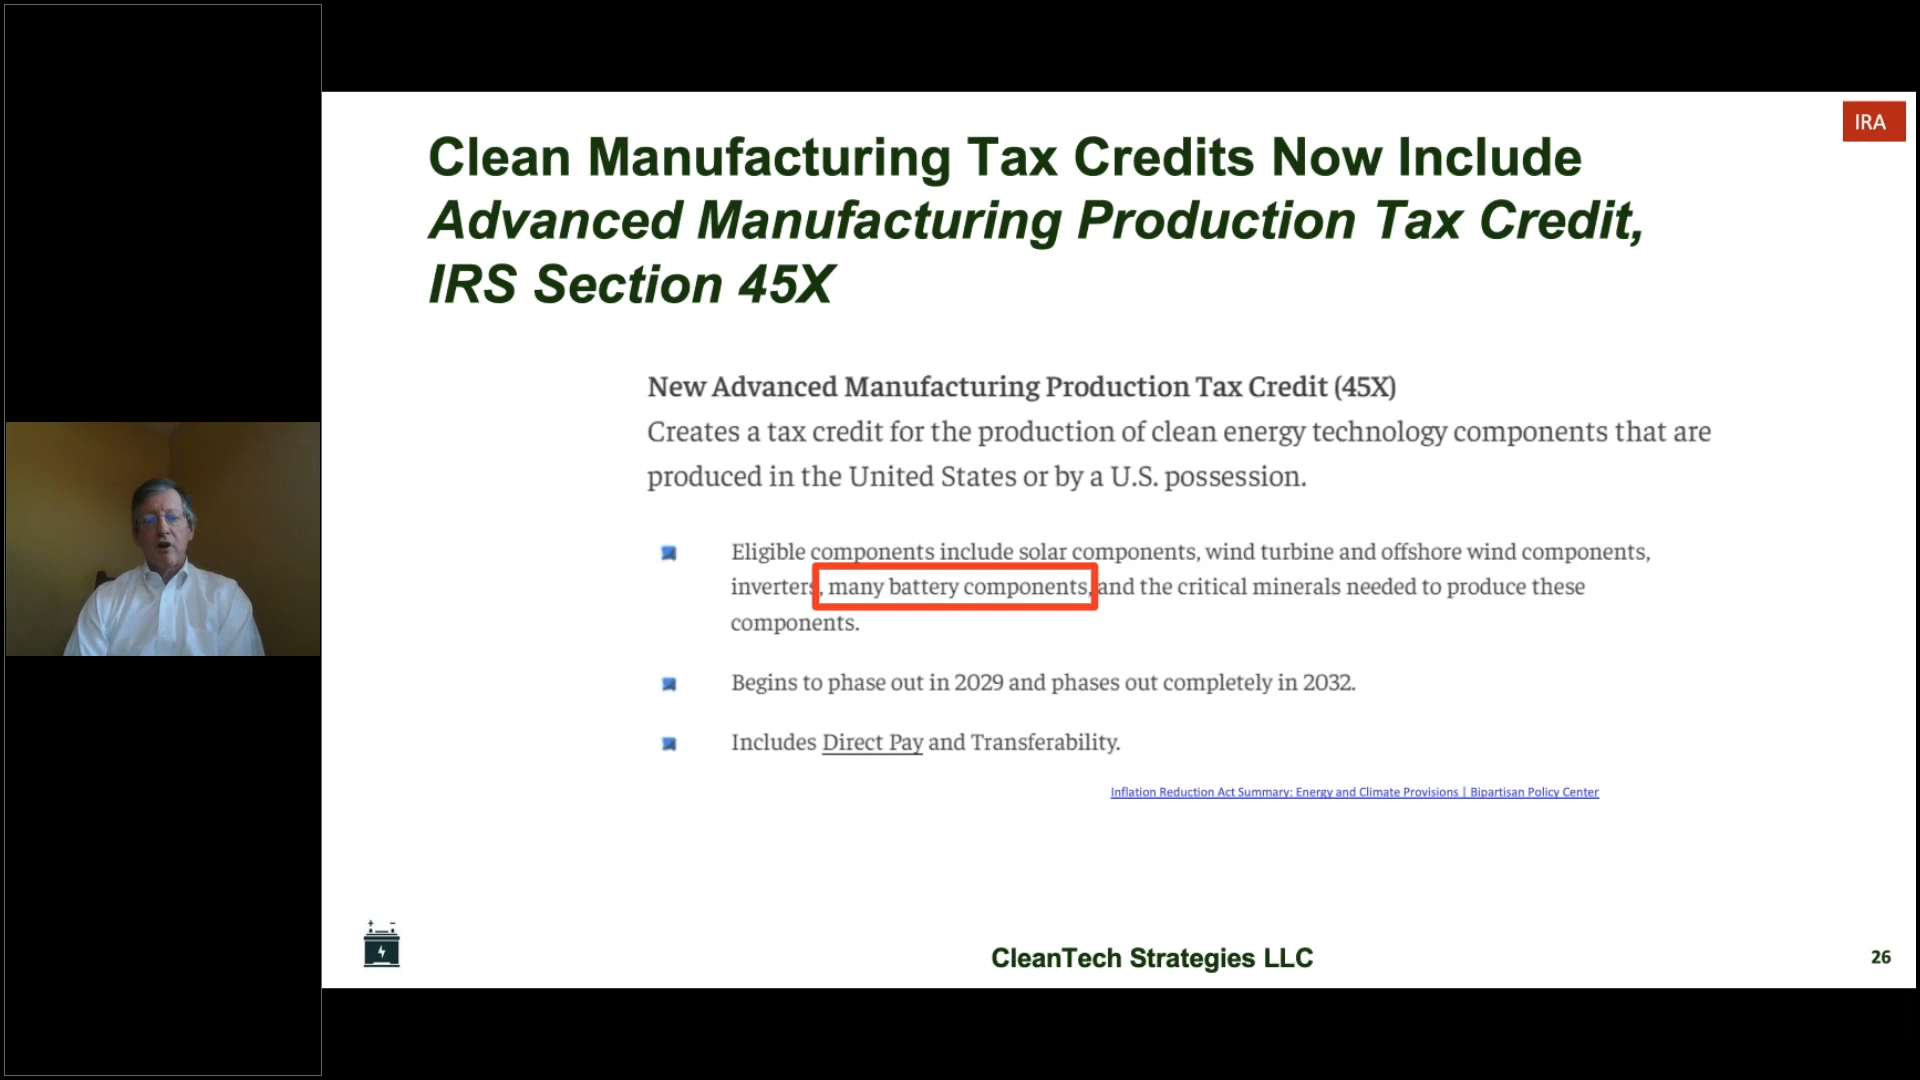 IRA
Clean Manufacturing Tax Credits Now Include
Advanced Manufacturing Production Tax Credit,
IRS Section 45X
New Advanced Manufacturing Production Tax Credit (45X)
Creates a tax credit for the production of clean energy technology components that are
produced in the United States or by a U.S. possession.
Eligible components include solar components, wind turbine and offshore wind components,
inverters, many battery components, and the critical minerals needed to produce these
components.
Begins to phase out in 2029 and phases out completely in 2032.
Includes Direct Pay and Transferability.
Inflation Reduction Act Summary: Energy and Climate Provisions | Bipartisan Policy Center
CleanTech Strategies LLC
26